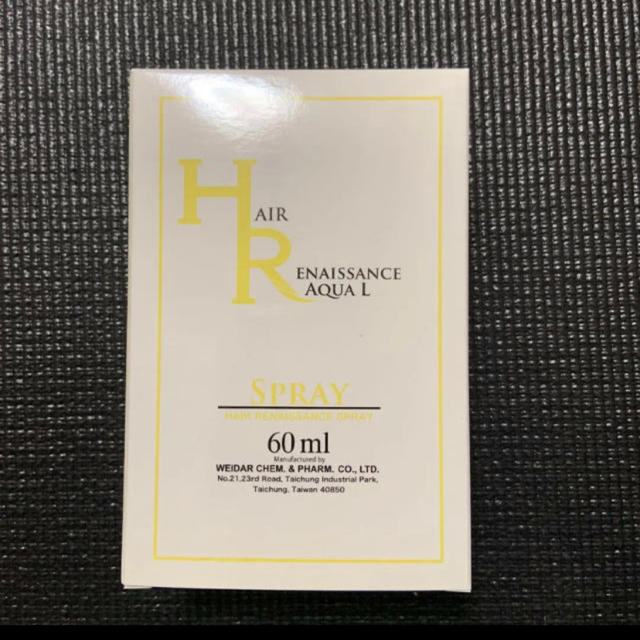 HAIR
RENAISSANCE
AQUA L
SPRAY
HAIR RENAISSANCE SPRAY
60 ml
Manufactured by
WEIDAR CHEM. & PHARM. CO., LTD.
No.21,23rd Road, Taichung Industrial Park,
Taichung, Taiwan 40850